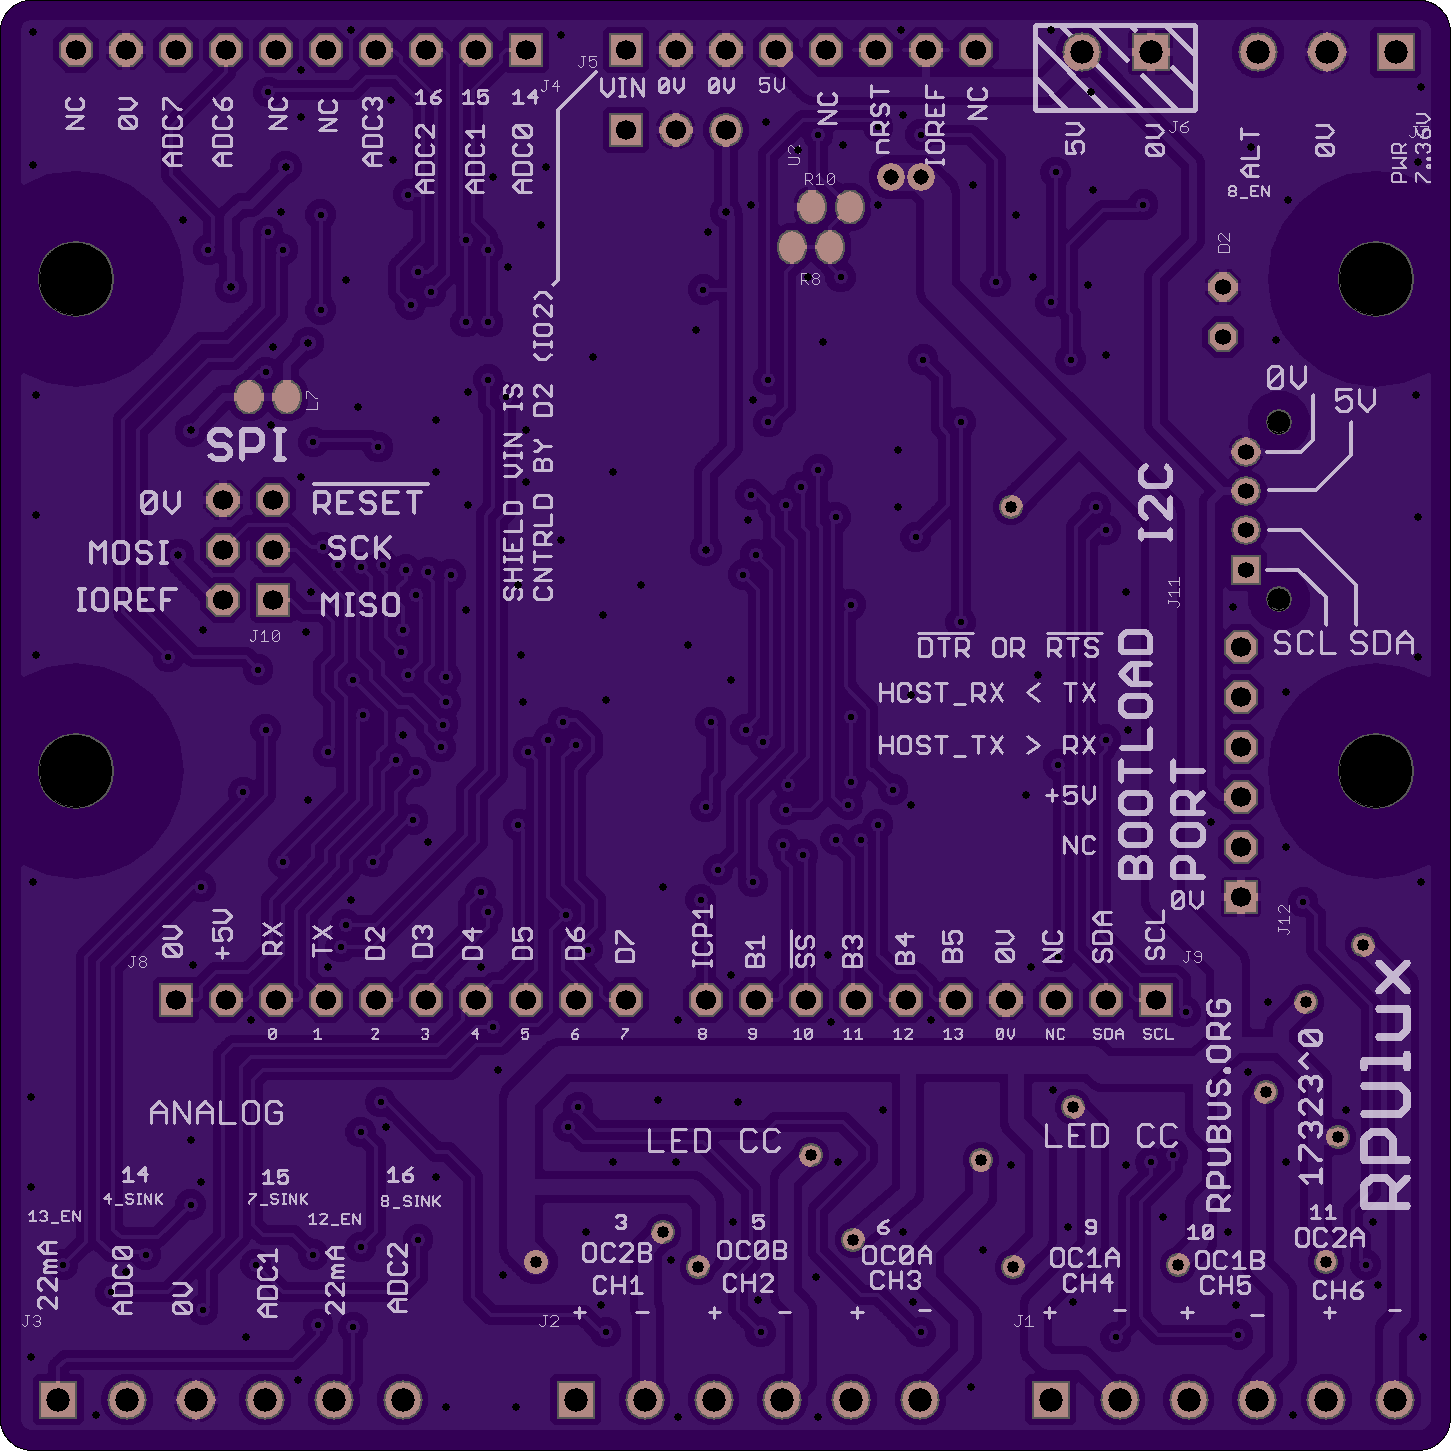 J5
J4
VIN 0V 0V 5V NC nRST IOREF NC
NC 0V ADC7 ADC6 NC NC ADC3
16 15 14
ADC2 ADC1 ADC0
5V 0V J6
ALT
8_EN
0V
PWR
R10
R8
D2
L7
SPI
0V RESET
MOSI SCK
IOREF MISO
J10
SHIELD VIN IS
CNTRLD BY D2 (IO2)
0V 5V
I2C
J11
SCL SDA
DTR OR RTS
HOST_RX < TX
HOST_TX > RX
+5V
NC
0V
BOOTLOAD
PORT
J12
J8 0V +5V RX TX D2 D3 D4 D5 D6 D7
ICP1 B1 SS B3 B4 B5 0V NC SDA SCL J9
0 1 2 3 4 5 6 7
8 9 10 11 12 13 0V NC SDA SCL
RPUBUS.ORG
17323^0
RPUlux
ANALOG
LED CC
LED CC
14 15 16
4_SINK 7_SINK 8_SINK
13_EN 12_EN
22mA ADC0 0V ADC1 22mA ADC2
J3
3 5 6
OC2B OC0B OC0A
CH1 CH2 CH3
J2 + - + - + -
9 10 11
OC1A OC1B OC2A
CH4 CH5 CH6
J1 + - + - + -